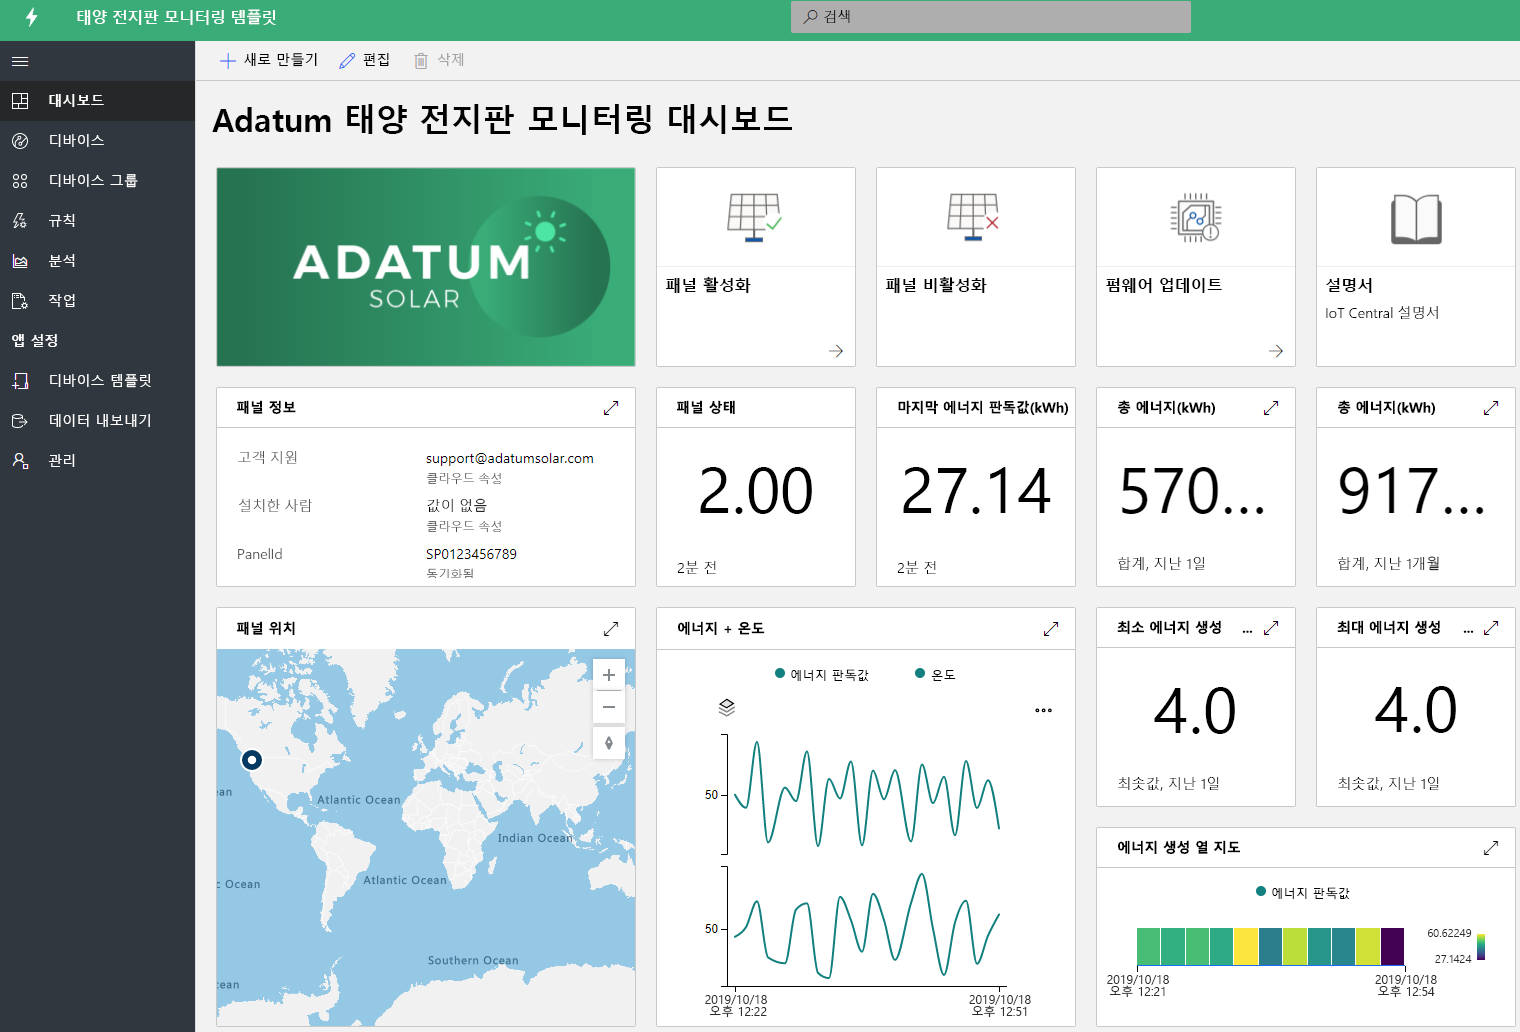 태양 전지판 모니터링 템플릿
검색
새로 만들기
편집
삭제
대시보드
디바이스
디바이스 그룹
규칙
분석
작업
앱 설정
디바이스 템플릿
데이터 내보내기
관리
Adatum 태양 전지판 모니터링 대시보드
ADATUM
SOLAR
패널 활성화
패널 비활성화
펌웨어 업데이트
설명서
IoT Central 설명서
패널 정보
고객 지원
support@adatumsolar.com
클라우드 속성
설치한 사람
값이 없음
클라우드 속성
PanelId
SP0123456789
동기화됨
패널 상태
2.00
2분 전
마지막 에너지 판독값(kWh)
27.14
2분 전
총 에너지(kWh)
570...
합계, 지난 1일
총 에너지(kWh)
917...
합계, 지난 1개월
패널 위치
ean
Atlantic Ocean
Indian Ocean
c Ocean
Atlantic Ocean
Southern Ocean
cean
에너지 + 온도
에너지 판독값
온도
50
50
2019/10/18
오후 12:22
2019/10/18
오후 12:51
최소 에너지 생성 ...
4.0
최솟값, 지난 1일
최대 에너지 생성 ...
4.0
최솟값, 지난 1일
에너지 생성 열 지도
에너지 판독값
60.62249
27.1424
2019/10/18
오후 12:21
2019/10/18
오후 12:54